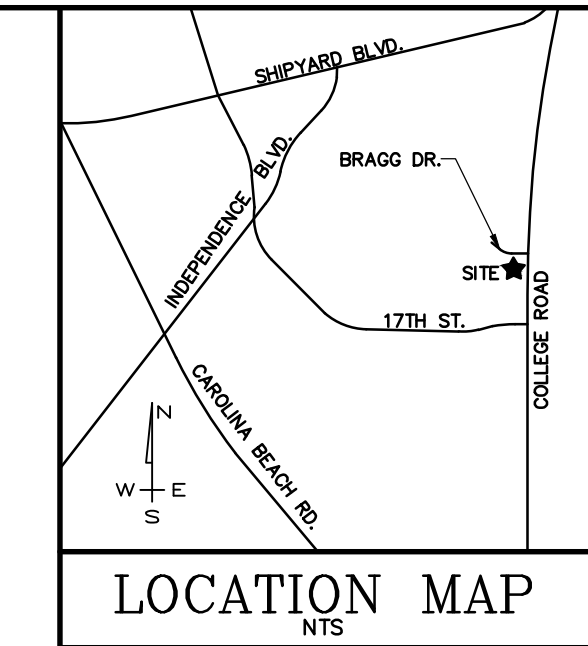 SHIPYARD BLVD.
BRAGG DR.
INDEPENDENCE BLVD.
SITE
17TH ST.
COLLEGE ROAD
CAROLINA BEACH RD.
N
W E
S
LOCATION MAP
NTS